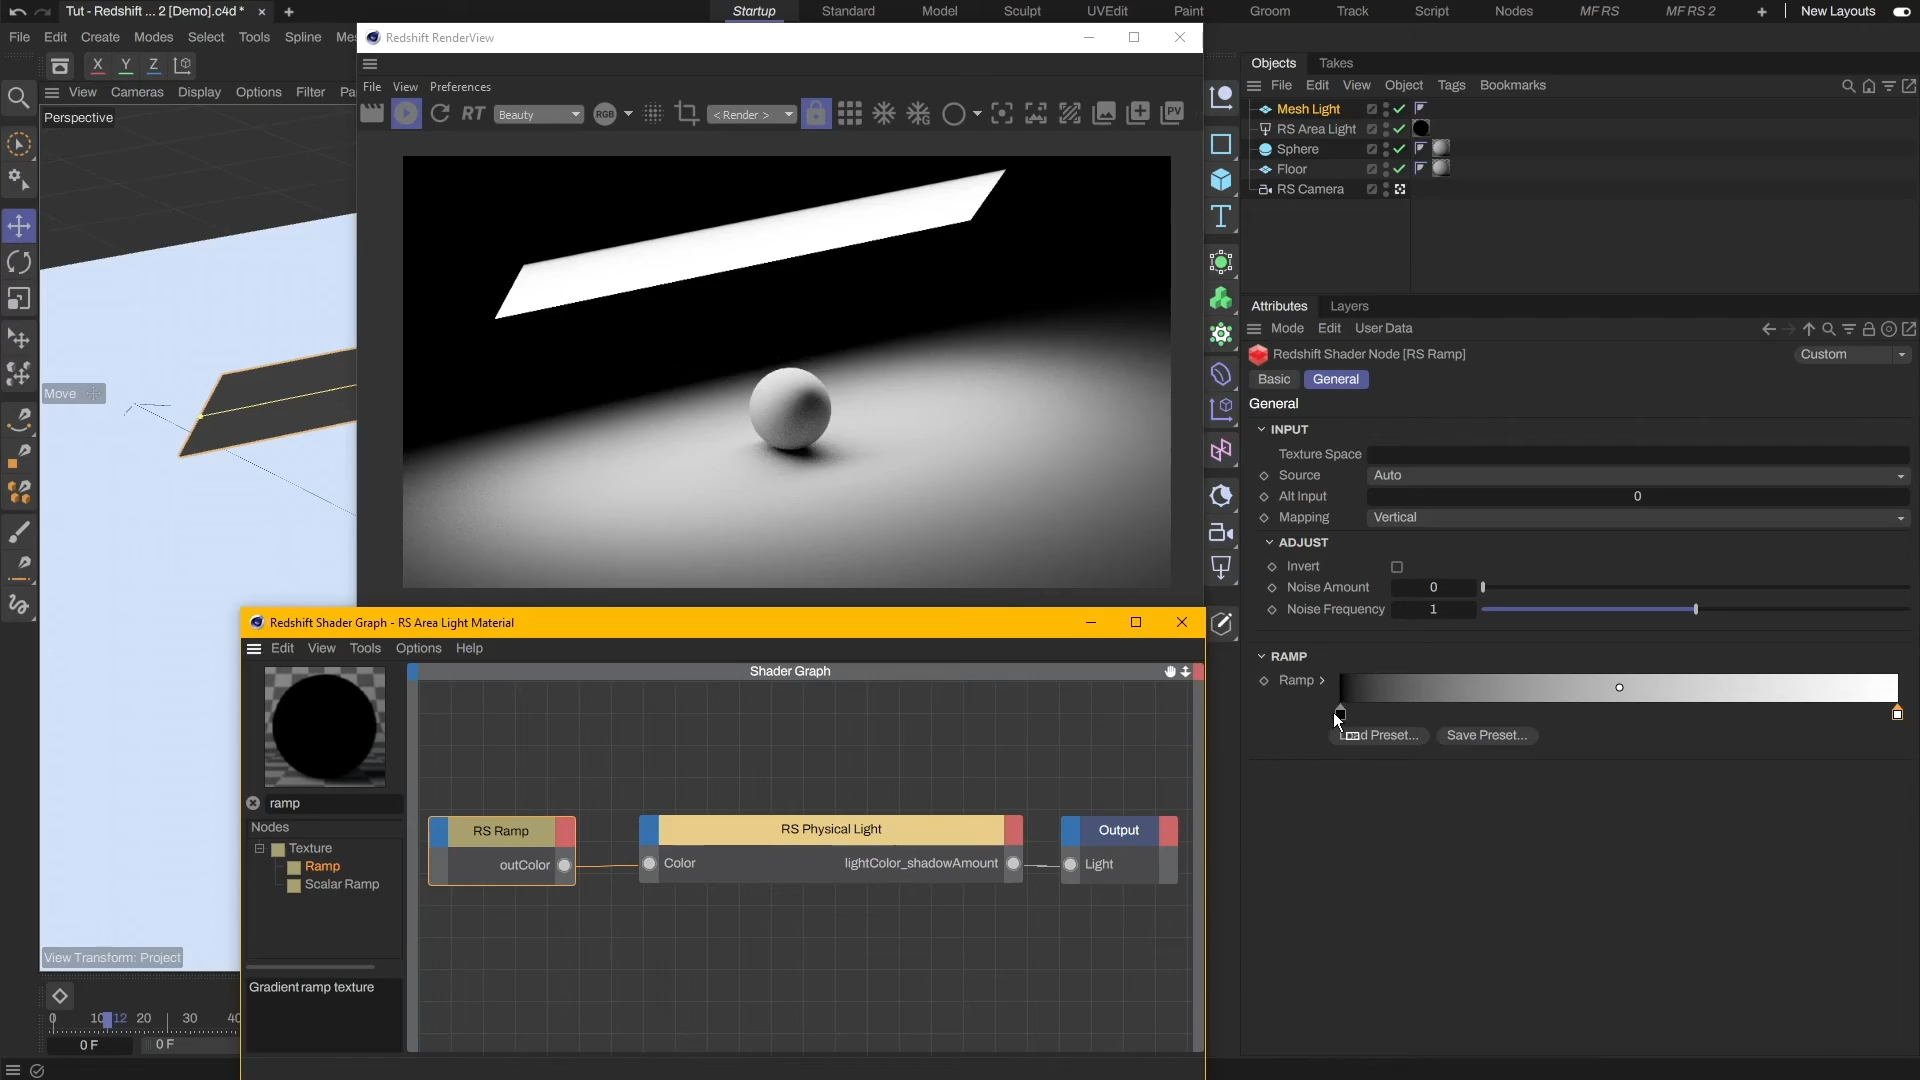 Tut - Redshift ... 2 [Demo].c4d *
Startup
Standard
Model
Sculpt
UVEdit
Paint
Groom
Track
Script
Nodes
MF RS
MF RS 2
New Layouts
File Edit Create Modes Select Tools Spline
Redshift RenderView
X Y Z
File View Preferences
View Cameras Display Options Filter Pa
RT Beauty RGB < Render > PV
Perspective
Move
View Transform: Project
Objects Takes
File Edit View Object Tags Bookmarks
Mesh Light
RS Area Light
Sphere
Floor
RS Camera
Attributes Layers
Mode Edit User Data
Redshift Shader Node [RS Ramp]
Custom
Basic General
General
INPUT
Texture Space
Source Auto
Alt Input 0
Mapping Vertical
ADJUST
Invert
Noise Amount 0
Noise Frequency 1
RAMP
Ramp
Preset...
Save Preset...
Redshift Shader Graph - RS Area Light Material
Edit View Tools Options Help
Shader Graph
ramp
Nodes
Texture
Ramp
Scalar Ramp
Gradient ramp texture
RS Ramp
outColor
RS Physical Light
Color lightColor_shadowAmount
Output
Light
0 10 12 20 30 40
0 F 0 F